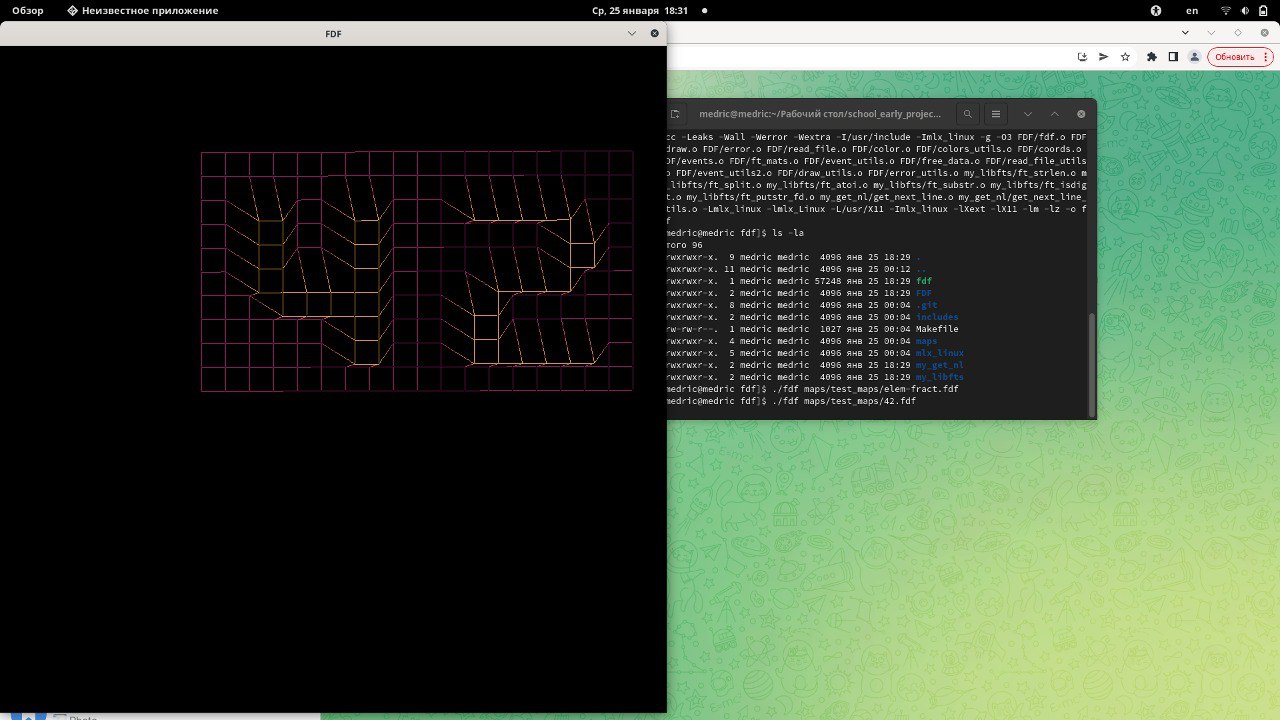 Обзор
Неизвестное приложение
Ср, 25 января 18:31
en
FDF
Обновить
medric@medric:~/Рабочий стол/school_early_projec...
cc -Leaks -Wall -Werror -Wextra -I/usr/include -Imlx_linux -g -O3 FDF/fdf.o FDF
draw.o FDF/error.o FDF/read_file.o FDF/color.o FDF/colors_utils.o FDF/coords.o
FDF/events.o FDF/ft_mats.o FDF/event_utils.o FDF/free_data.o FDF/read_file_utils
o FDF/event_utils2.o FDF/draw_utils.o FDF/error_utils.o my_libfts/ft_strlen.o m
_libfts/ft_split.o my_libfts/ft_atoi.o my_libfts/ft_substr.o my_libfts/ft_isdig
t.o my_libfts/ft_putstr_fd.o my_get_nl/get_next_line.o my_get_nl/get_next_line_
tils.o -Lmlx_linux -lmlx_Linux -L/usr/X11 -Imlx_linux -lXext -lX11 -lm -lz -o f
f
medric@medric fdf]$ ls -la
того 96
rwxrwxr-x. 9 medric medric 4096 янв 25 18:29 .
rwxrwxr-x. 11 medric medric 4096 янв 25 00:12 ..
rwxrwxr-x. 1 medric medric 57248 янв 25 18:29 fdf
rwxrwxr-x. 2 medric medric 4096 янв 25 18:29 FDF
rwxrwxr-x. 8 medric medric 4096 янв 25 00:04 .git
rwxrwxr-x. 2 medric medric 4096 янв 25 00:04 includes
rw-rw-r--. 1 medric medric 1027 янв 25 00:04 Makefile
rwxrwxr-x. 4 medric medric 4096 янв 25 00:04 maps
rwxrwxr-x. 5 medric medric 4096 янв 25 00:04 mlx_linux
rwxrwxr-x. 2 medric medric 4096 янв 25 18:29 my_get_nl
rwxrwxr-x. 2 medric medric 4096 янв 25 18:29 my_libfts
medric@medric fdf]$ ./fdf maps/test_maps/elem-fract.fdf
medric@medric fdf]$ ./fdf maps/test_maps/42.fdf
Photo